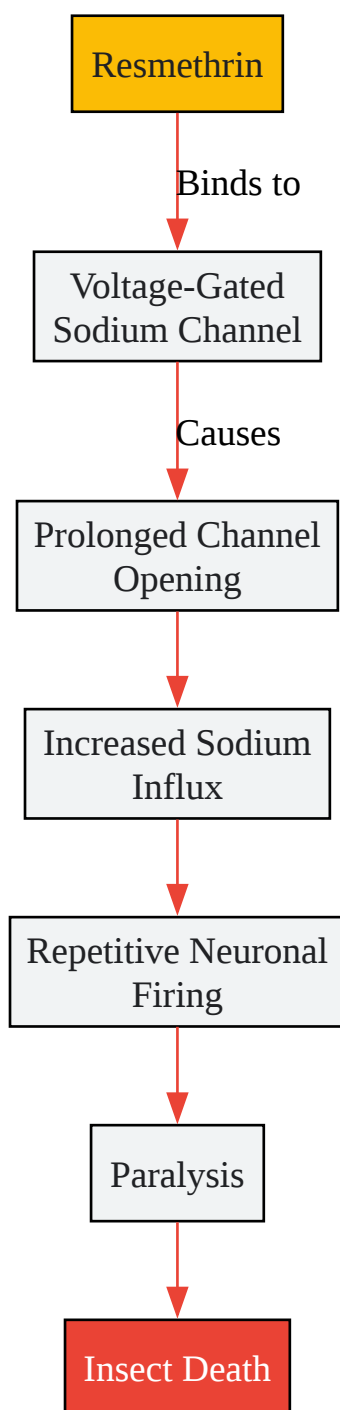 Resmethrin
Binds to
Voltage-Gated
Sodium Channel
Causes
Prolonged Channel
Opening
Increased Sodium
Influx
Repetitive Neuronal
Firing
Paralysis
Insect Death